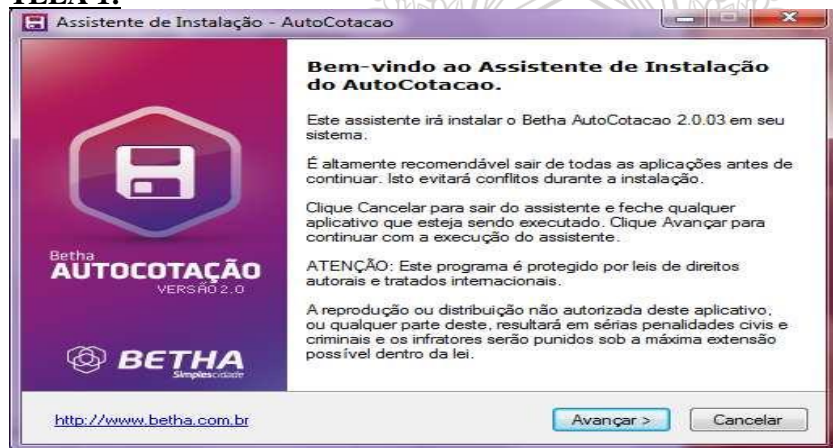 TELA 1:
Assistente de Instalação - AutoCotacao
Bem-vindo ao Assistente de Instalação
do AutoCotacao.
Este assistente irá instalar o Betha AutoCotacao 2.0.03 em seu
sistema.
É altamente recomendável sair de todas as aplicações antes de
continuar. Isto evitará conflitos durante a instalação.
Clique Cancelar para sair do assistente e feche qualquer
aplicativo que esteja sendo executado. Clique Avançar para
continuar com a execução do assistente.
ATENÇÃO: Este programa é protegido por leis de direitos
autorais e tratados internacionais.
A reprodução ou distribuição não autorizada deste aplicativo,
ou qualquer parte deste, resultará em sérias penalidades civis e
criminais e os infratores serão punidos sob a máxima extensão
possível dentro da lei.
Betha
AUTOCOTAÇÃO
VERSÃO 2.0
BETHA
Simplescidade
http://www.betha.com.br
Avançar >
Cancelar